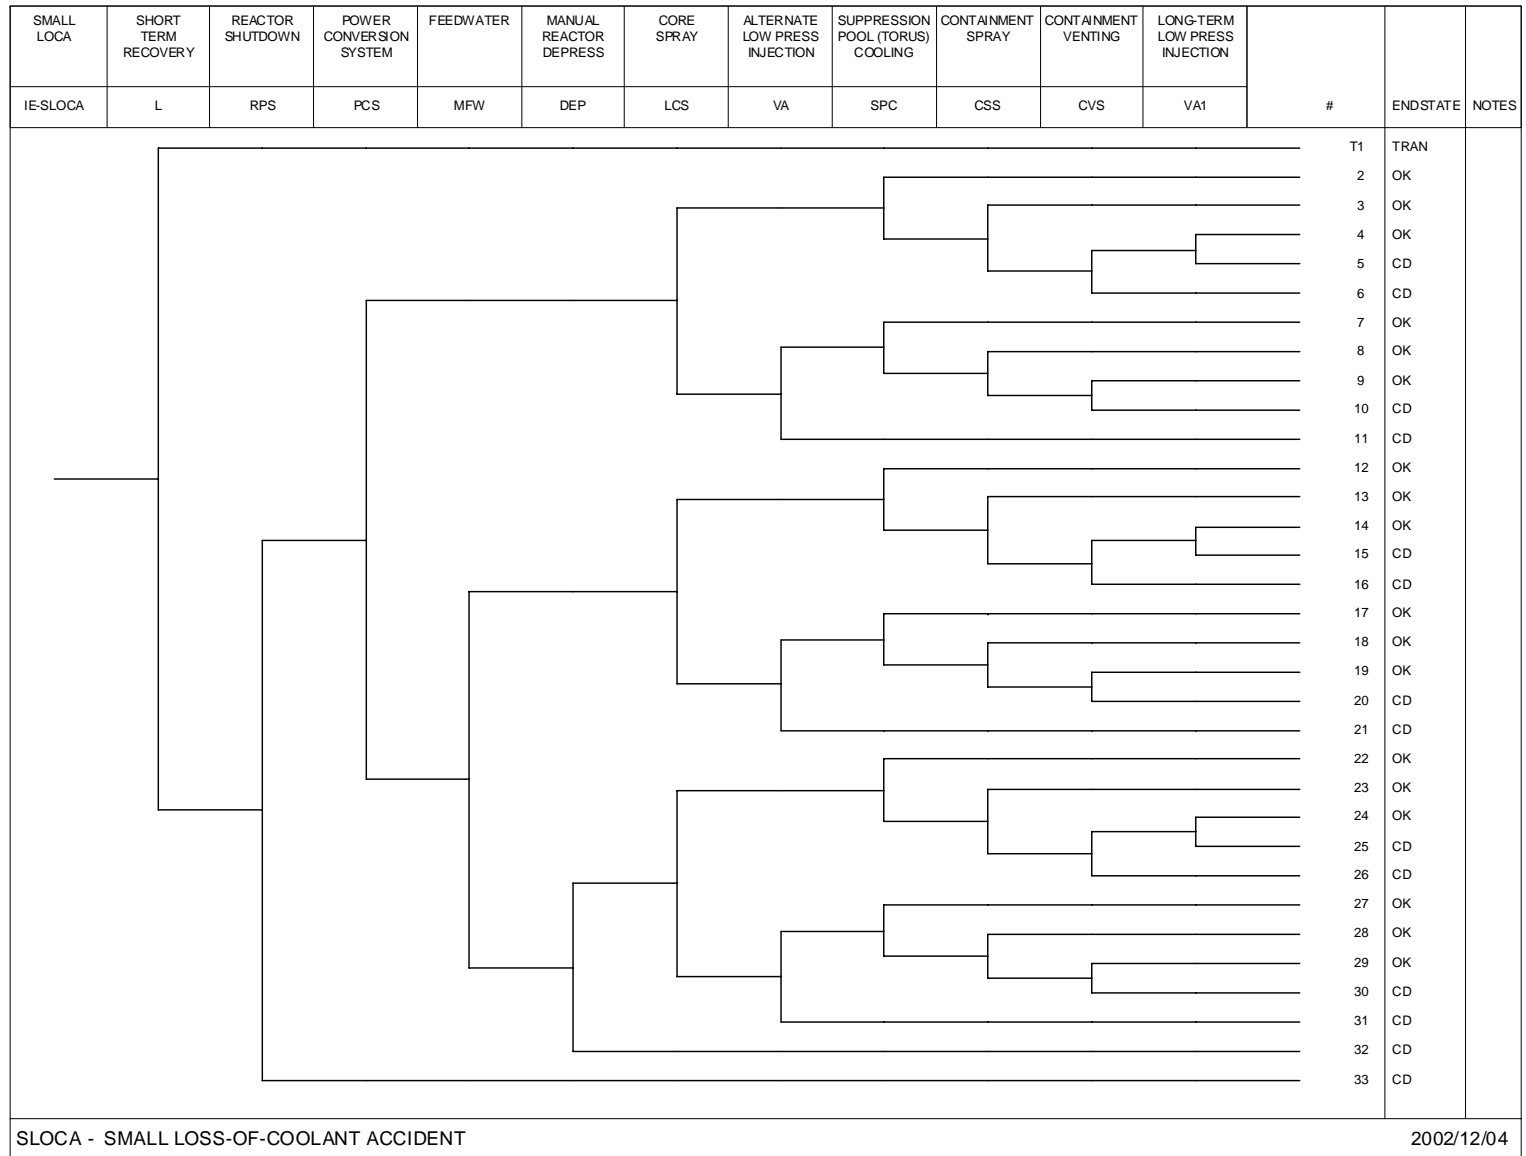 SMALL LOCA
SHORT TERM RECOVERY
REACTOR SHUTDOWN
POWER CONVERSION SYSTEM
FEEDWATER
MANUAL REACTOR DEPRESS
CORE SPRAY
ALTERNATE LOW PRESS INJECTION
SUPPRESSION POOL (TORUS) COOLING
CONTAINMENT SPRAY
CONTAINMENT VENTING
LONG-TERM LOW PRESS INJECTION
IE-SLOCA L RPS PCS MFW DEP LCS VA SPC CSS CVS VA1 # ENDSTATE NOTES
T1 TRAN
2 OK
3 OK
4 OK
5 CD
6 CD
7 OK
8 OK
9 OK
10 CD
11 CD
12 OK
13 OK
14 OK
15 CD
16 CD
17 OK
18 OK
19 OK
20 CD
21 CD
22 OK
23 OK
24 OK
25 CD
26 CD
27 OK
28 OK
29 OK
30 CD
31 CD
32 CD
33 CD
SLOCA - SMALL LOSS-OF-COOLANT ACCIDENT 2002/12/04